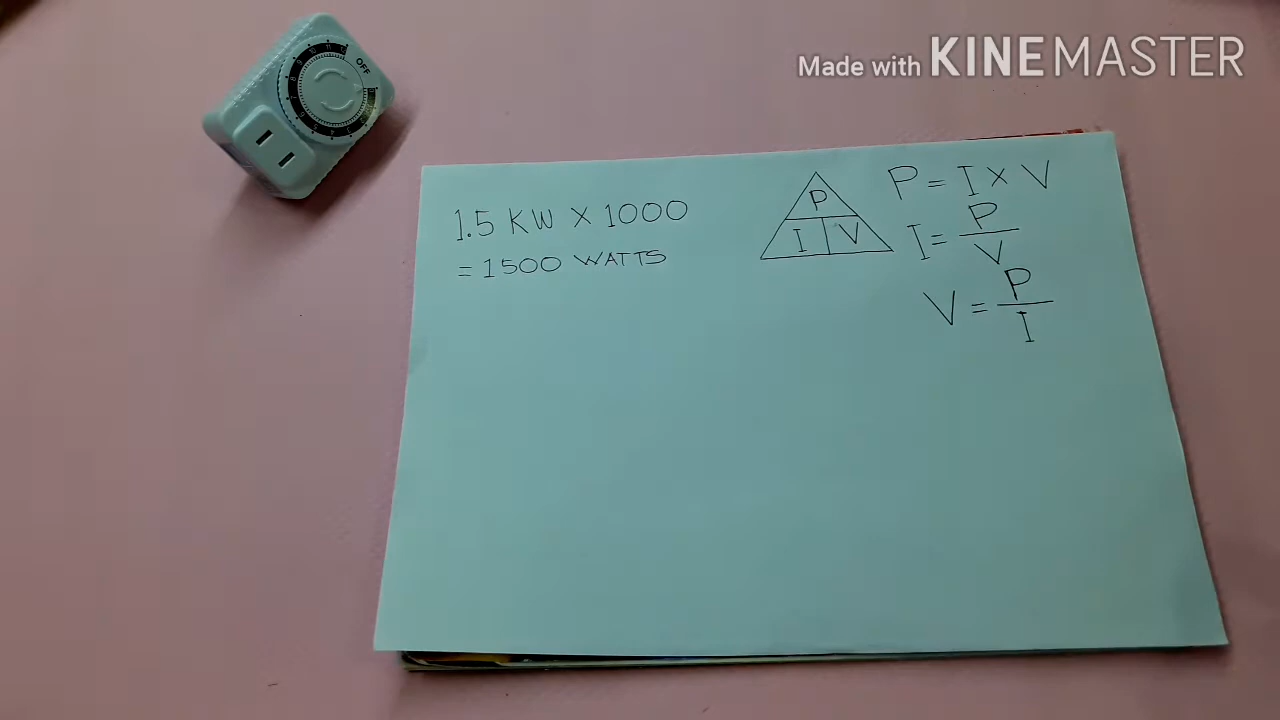 Made with KINEMASTER
OFF
1.5 KW X 1000
= 1500 WATTS
P
I V
P = I X V
I = P
V
V = P
I